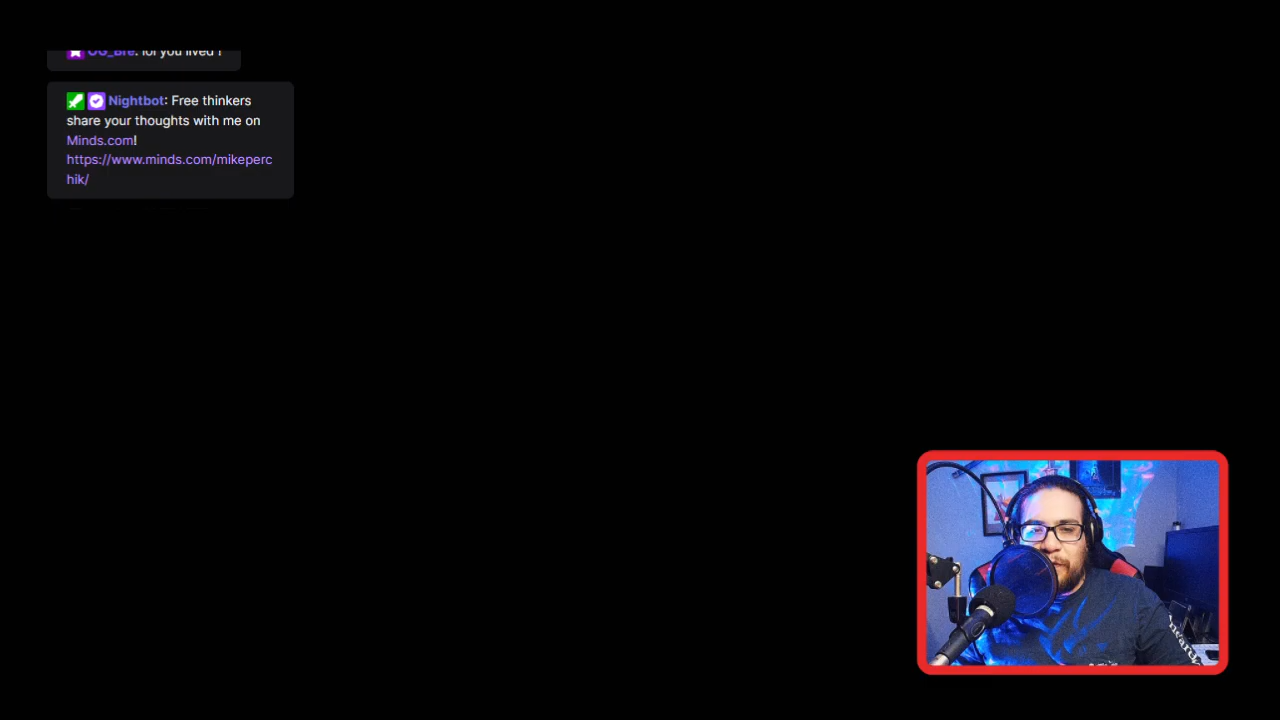 OG_Bre: lol you lived !
Nightbot: Free thinkers
share your thoughts with me on
Minds.com!
https://www.minds.com/mikeperc
hik/